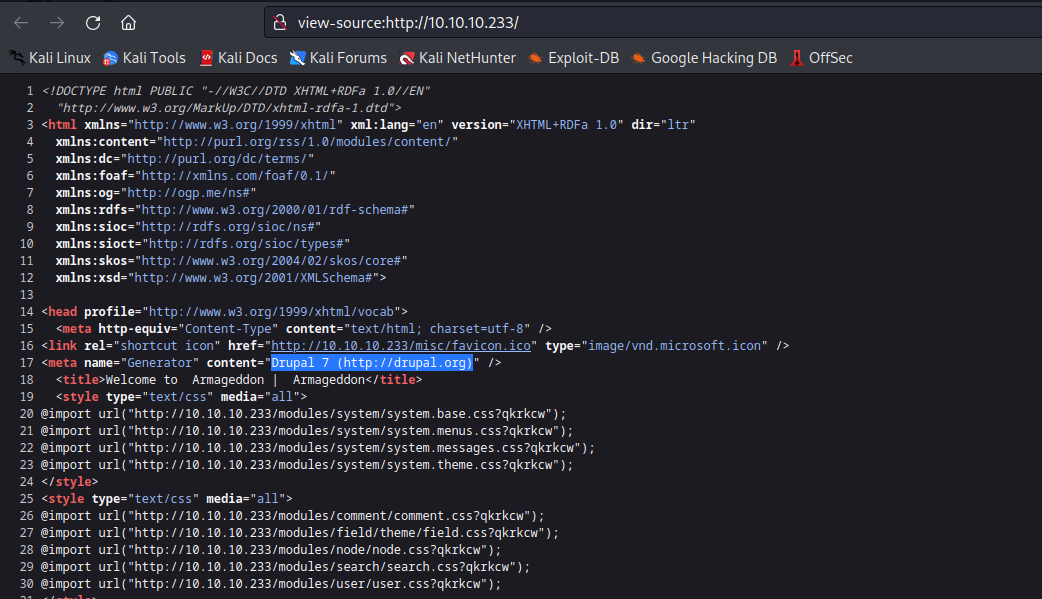 view-source:http://10.10.10.233/
Kali Linux Kali Tools Kali Docs Kali Forums Kali NetHunter Exploit-DB Google Hacking DB OffSec
1 <!DOCTYPE html PUBLIC "-//W3C//DTD XHTML+RDFa 1.0//EN"
2 "http://www.w3.org/MarkUp/DTD/xhtml-rdfa-1.dtd">
3 <html xmlns="http://www.w3.org/1999/xhtml" xml:lang="en" version="XHTML+RDFa 1.0" dir="ltr"
4 xmlns:content="http://purl.org/rss/1.0/modules/content/"
5 xmlns:dc="http://purl.org/dc/terms/"
6 xmlns:foaf="http://xmlns.com/foaf/0.1/"
7 xmlns:og="http://ogp.me/ns#"
8 xmlns:rdfs="http://www.w3.org/2000/01/rdf-schema#"
9 xmlns:sioc="http://rdfs.org/sioc/ns#"
10 xmlns:sioct="http://rdfs.org/sioc/types#"
11 xmlns:skos="http://www.w3.org/2004/02/skos/core#"
12 xmlns:xsd="http://www.w3.org/2001/XMLSchema#">
13
14 <head profile="http://www.w3.org/1999/xhtml/vocab">
15 <meta http-equiv="Content-Type" content="text/html; charset=utf-8" />
16 <link rel="shortcut icon" href="http://10.10.10.233/misc/favicon.ico" type="image/vnd.microsoft.icon" />
17 <meta name="Generator" content="Drupal 7 (http://drupal.org)" />
18 <title>Welcome to  Armageddon |  Armageddon</title>
19 <style type="text/css" media="all">
20 @import url("http://10.10.10.233/modules/system/system.base.css?qkrkcw");
21 @import url("http://10.10.10.233/modules/system/system.menus.css?qkrkcw");
22 @import url("http://10.10.10.233/modules/system/system.messages.css?qkrkcw");
23 @import url("http://10.10.10.233/modules/system/system.theme.css?qkrkcw");
24 </style>
25 <style type="text/css" media="all">
26 @import url("http://10.10.10.233/modules/comment/comment.css?qkrkcw");
27 @import url("http://10.10.10.233/modules/field/theme/field.css?qkrkcw");
28 @import url("http://10.10.10.233/modules/node/node.css?qkrkcw");
29 @import url("http://10.10.10.233/modules/search/search.css?qkrkcw");
30 @import url("http://10.10.10.233/modules/user/user.css?qkrkcw");